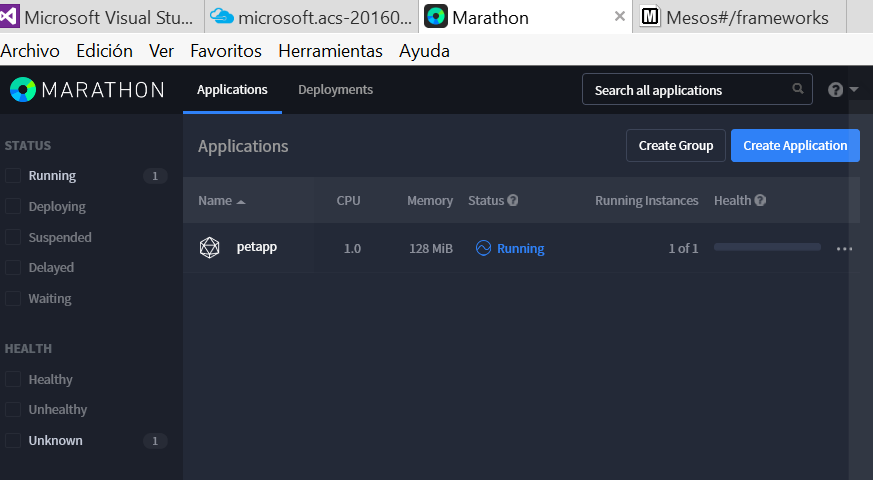 Microsoft Visual Stu...
microsoft.acs-20160...
Marathon
Mesos#/frameworks
Archivo Edición Ver Favoritos Herramientas Ayuda
MARATHON
Applications
Deployments
Search all applications
STATUS
Running 1
Deploying
Suspended
Delayed
Waiting
HEALTH
Healthy
Unhealthy
Unknown 1
Applications
Create Group
Create Application
Name CPU Memory Status Running Instances Health
petapp 1.0 128 MiB Running 1 of 1